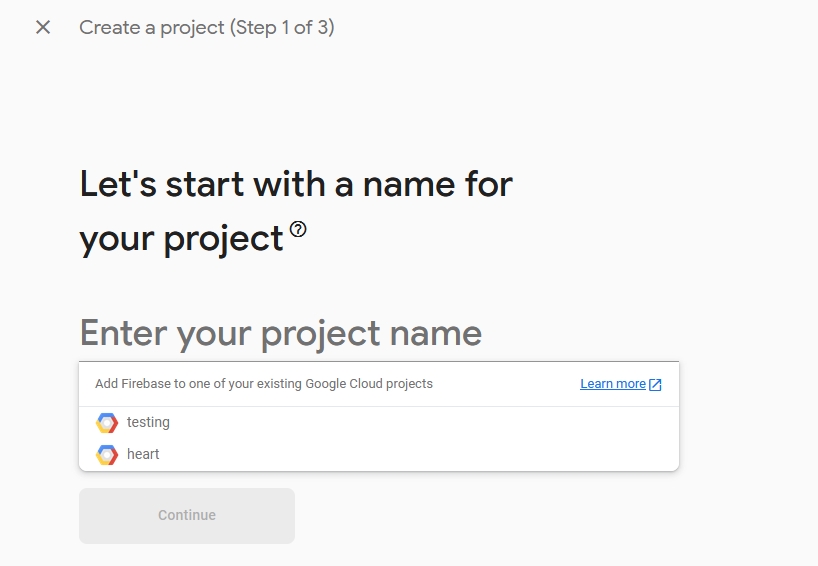 Create a project (Step 1 of 3)
Let's start with a name for
your project
Enter your project name
Add Firebase to one of your existing Google Cloud projects Learn more
testing
heart
Continue